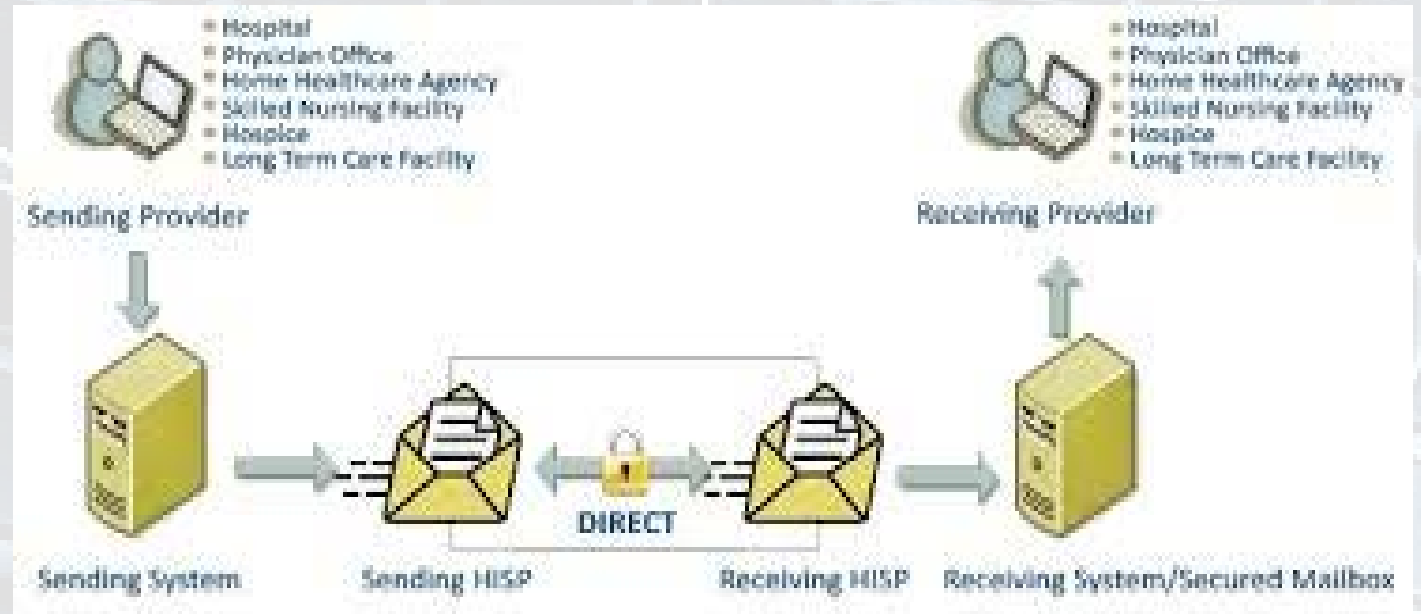 Hospital
Physician Office
Home Healthcare Agency
Skilled Nursing Facility
Hospice
Long Term Care Facility
Sending Provider
Hospital
Physician Office
Home Healthcare Agency
Skilled Nursing Facility
Hospice
Long Term Care Facility
Receiving Provider
DIRECT
Sending System
Sending HISP
Receiving HISP
Receiving System/Secured Mailbox